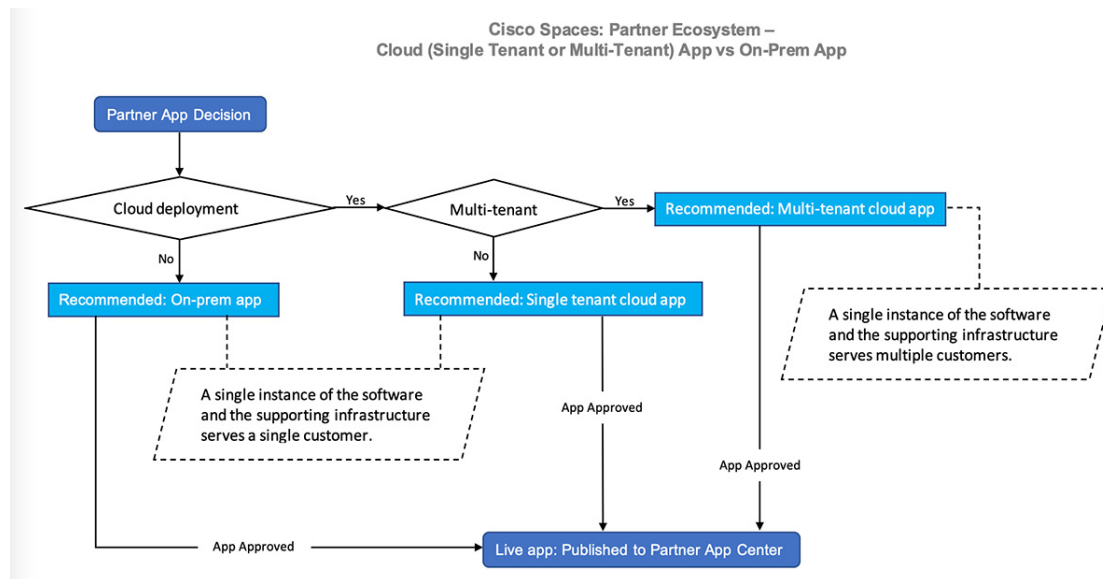 Cisco Spaces: Partner Ecosystem –
Cloud (Single Tenant or Multi-Tenant) App vs On-Prem App
Partner App Decision
Cloud deployment
Yes
Multi-tenant
Yes
Recommended: Multi-tenant cloud app
No
No
Recommended: On-prem app
Recommended: Single tenant cloud app
A single instance of the software
and the supporting infrastructure
serves multiple customers.
A single instance of the software
and the supporting infrastructure
serves a single customer.
App Approved
App Approved
App Approved
Live app: Published to Partner App Center